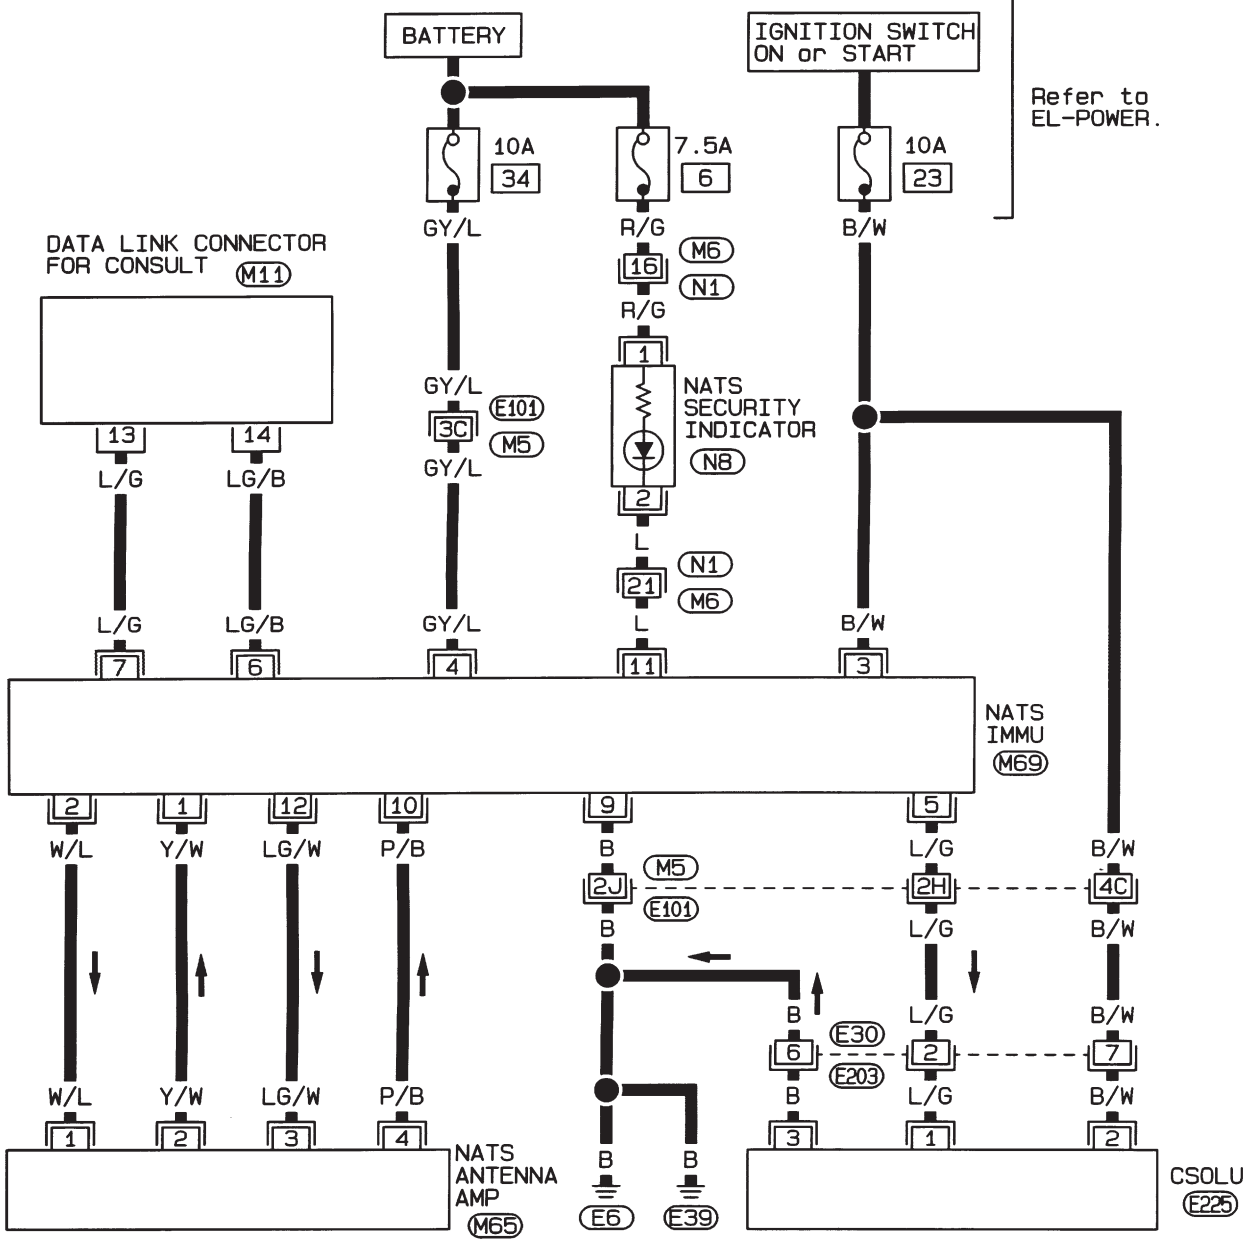 BATTERY
IGNITION SWITCH
ON or START
Refer to
EL-POWER.
10A
34
7.5A
6
10A
23
GY/L
R/G
B/W
DATA LINK CONNECTOR
FOR CONSULT
M11
16
M6
N1
R/G
1
GY/L
3C
E101
M5
GY/L
NATS
SECURITY
INDICATOR
N8
13
14
L/G
LG/B
2
L
21
N1
M6
L/G
LG/B
GY/L
L
B/W
7
6
4
11
3
NATS
IMMU
M69
2
1
12
10
9
5
W/L
Y/W
LG/W
P/B
B
L/G
B/W
2J
M5
E101
2H
4C
B
L/G
B/W
B
L/G
B/W
6
E30
E203
2
7
W/L
Y/W
LG/W
P/B
B
L/G
B/W
1
2
3
4
3
1
2
NATS
ANTENNA
AMP
M65
B
B
E6
E39
CSOLU
E225